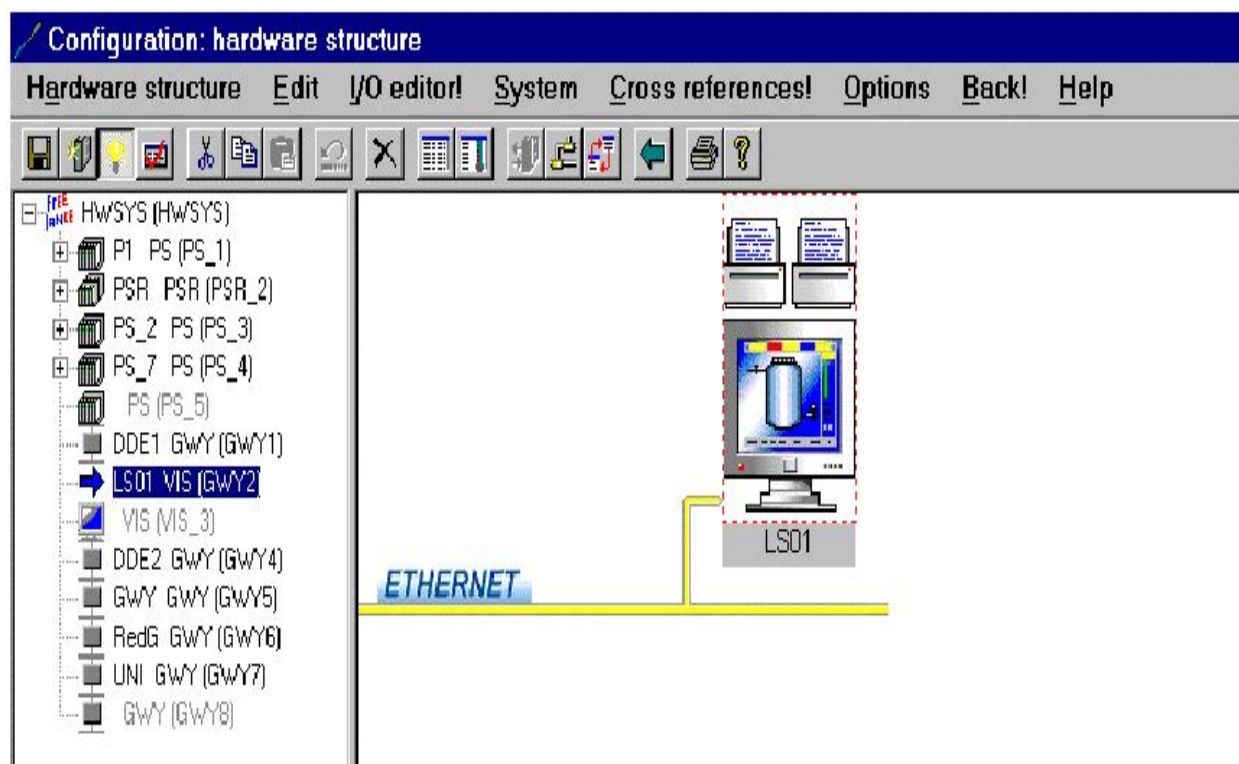 Configuration: hardware structure
Hardware structure Edit I/O editor! System Cross references! Options Back! Help
HWSYS (HWSYS)
P1 PS (PS_1)
PSR PSR (PSR_2)
PS_2 PS (PS_3)
PS_7 PS (PS_4)
PS (PS_5)
DDE1 GWY (GWY1)
LS01 VIS (GWY2)
VIS (VIS_3)
DDE2 GWY (GWY4)
GWY GWY (GWY5)
RedG GWY (GWY6)
UNI GWY (GWY7)
GWY (GWY8)
LS01
ETHERNET